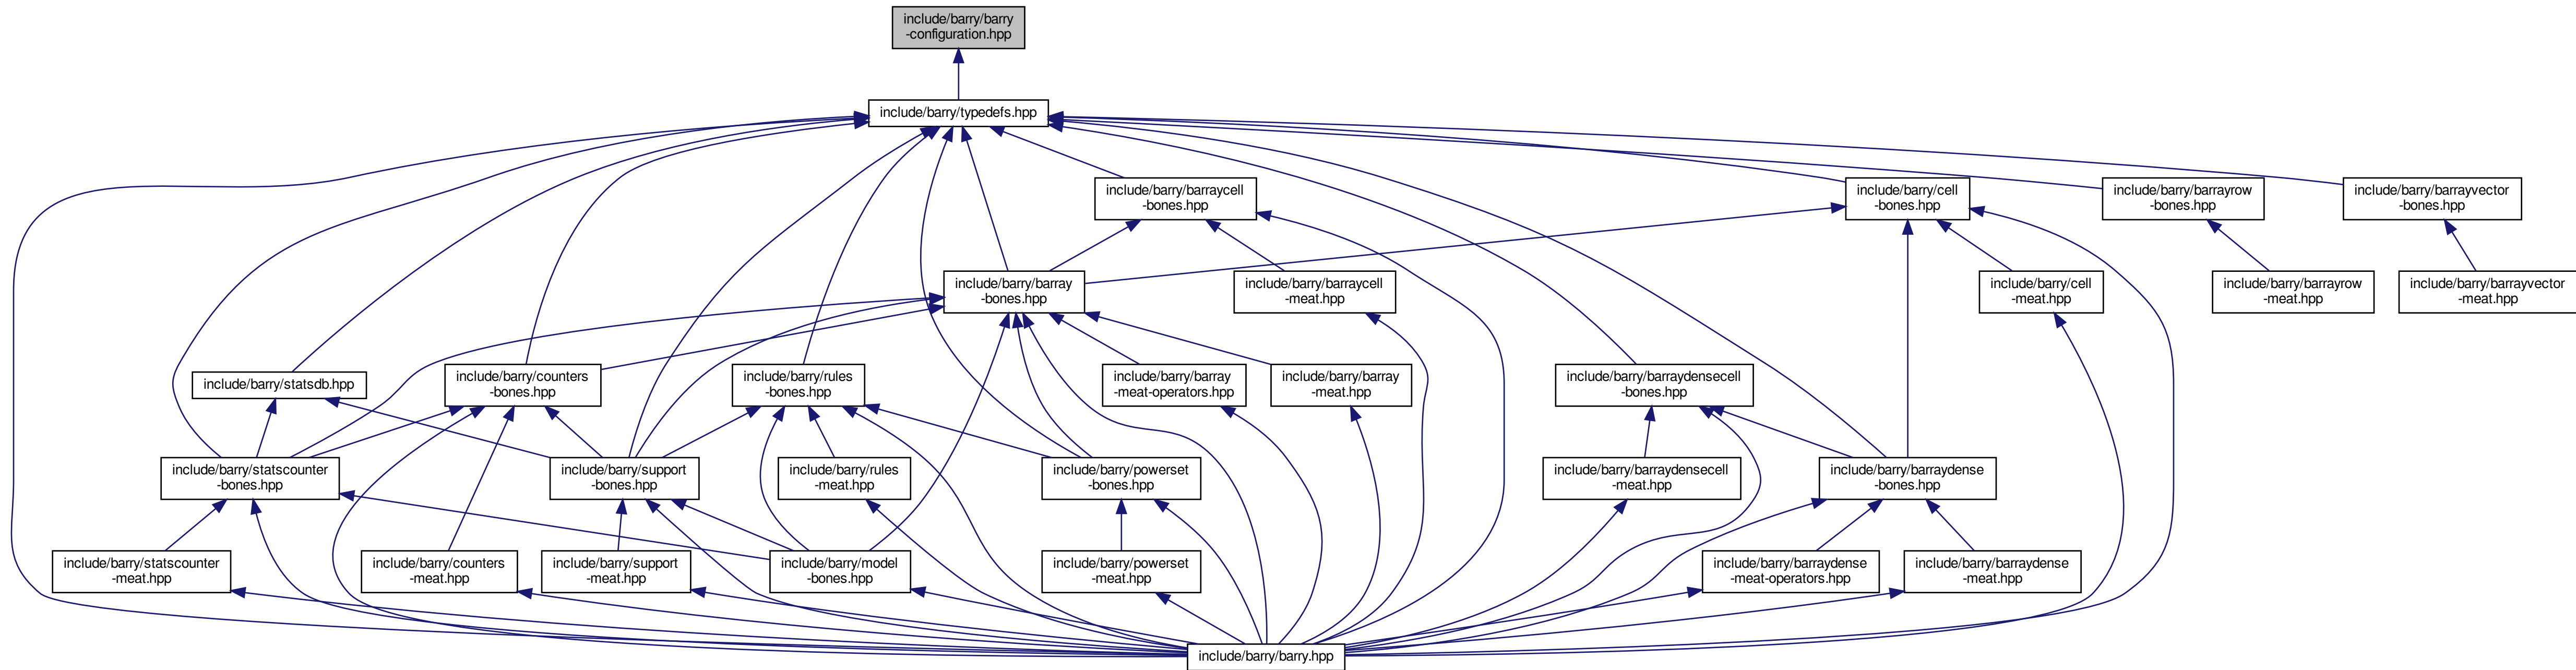 include/barry/barry
-configuration.hpp
include/barry/typedefs.hpp
include/barry/barraycell
-bones.hpp
include/barry/cell
-bones.hpp
include/barry/barrayrow
-bones.hpp
include/barry/barrayvector
-bones.hpp
include/barry/barray
-bones.hpp
include/barry/barraycell
-meat.hpp
include/barry/cell
-meat.hpp
include/barry/barrayrow
-meat.hpp
include/barry/barrayvector
-meat.hpp
include/barry/statsdb.hpp
include/barry/counters
-bones.hpp
include/barry/rules
-bones.hpp
include/barry/barray
-meat-operators.hpp
include/barry/barray
-meat.hpp
include/barry/barraydensecell
-bones.hpp
include/barry/statscounter
-bones.hpp
include/barry/support
-bones.hpp
include/barry/rules
-meat.hpp
include/barry/powerset
-bones.hpp
include/barry/barraydensecell
-meat.hpp
include/barry/barraydense
-bones.hpp
include/barry/statscounter
-meat.hpp
include/barry/counters
-meat.hpp
include/barry/support
-meat.hpp
include/barry/model
-bones.hpp
include/barry/powerset
-meat.hpp
include/barry/barraydense
-meat-operators.hpp
include/barry/barraydense
-meat.hpp
include/barry/barry.hpp